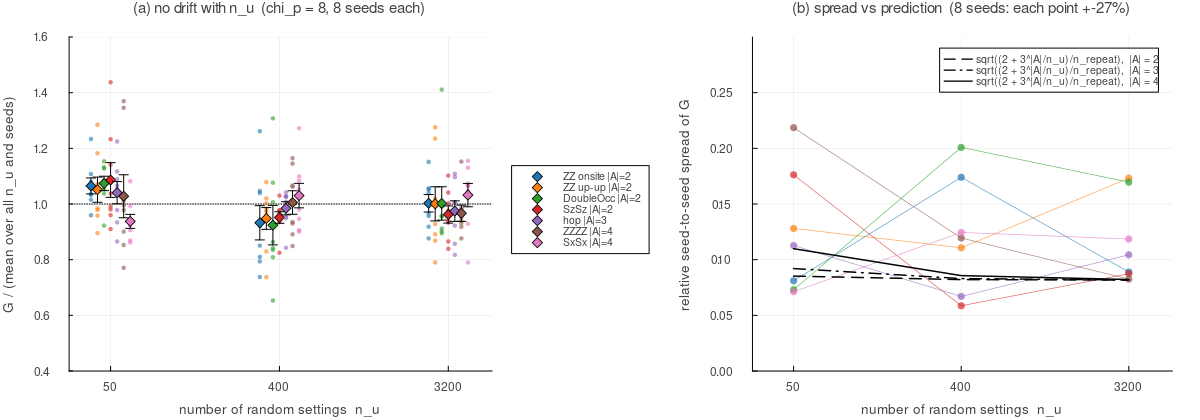 (a) no drift with n_u (chi_p = 8, 8 seeds each)
G / (mean over all n_u and seeds)
1.6
1.4
1.2
1.0
0.8
0.6
0.4
50
400
3200
number of random settings n_u
ZZ onsite |A|=2
ZZ up-up |A|=2
DoubleOcc |A|=2
SzSz |A|=2
hop |A|=3
ZZZZ |A|=4
SxSx |A|=4
(b) spread vs prediction (8 seeds: each point +-27%)
relative seed-to-seed spread of G
0.25
0.20
0.15
0.10
0.05
0.00
50
400
3200
number of random settings n_u
sqrt((2 + 3^|A|/n_u)/n_repeat), |A| = 2
sqrt((2 + 3^|A|/n_u)/n_repeat), |A| = 3
sqrt((2 + 3^|A|/n_u)/n_repeat), |A| = 4